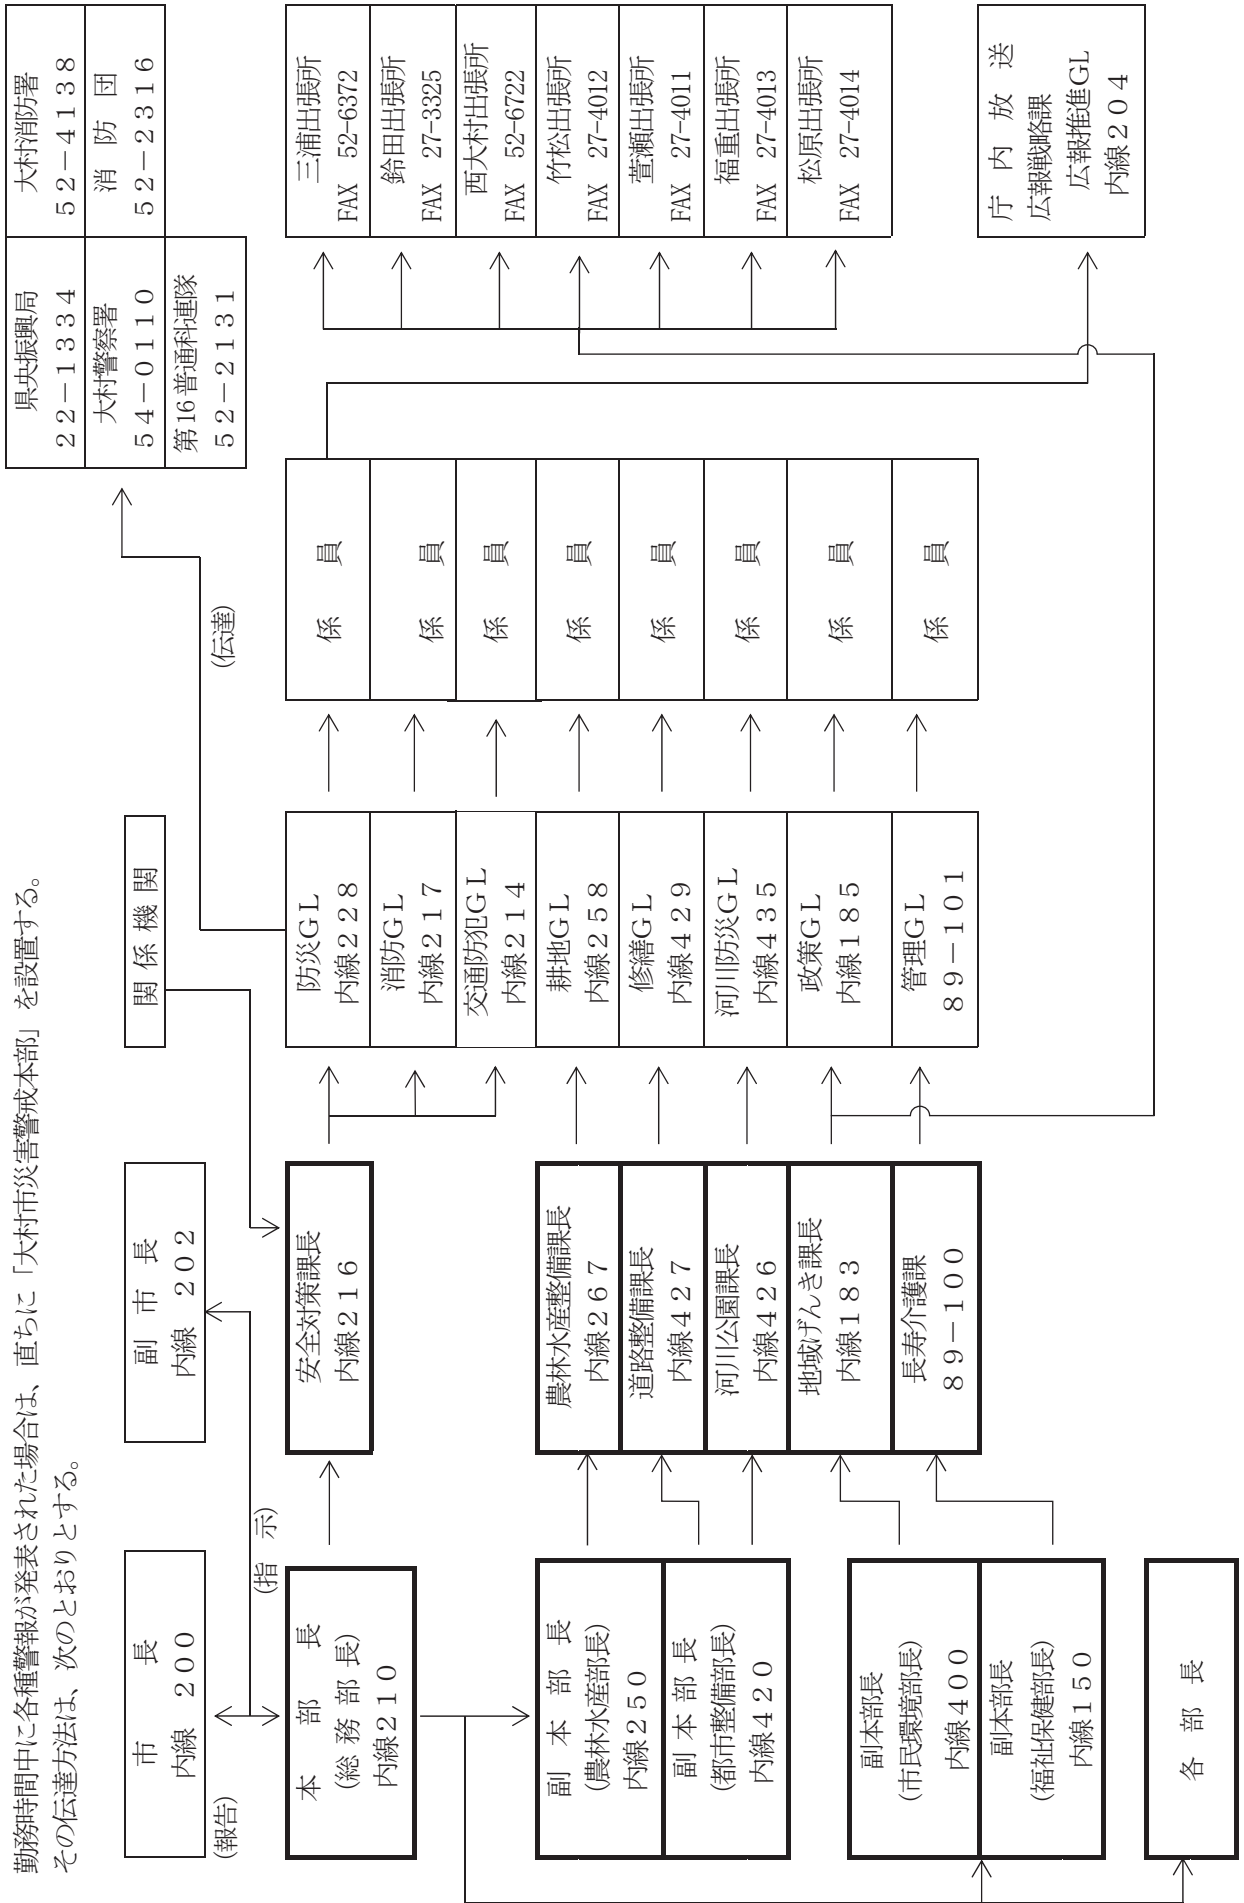 勤務時間中に各種警報が発表された場合は、直ちに「大村市災害警戒本部」を設置する。
その伝達方法は、次のとおりとする。
市　長
内線　200
副　市　長
内線　202
関係機関
県央振興局
22－1334
大村消防署
52－4138
大村警察署
54－0110
消　防　団
52－2316
第16普通科連隊
52－2131
(報告)
(指　示)
(伝達)
本　部　長
(総務部長)
内線210
安全対策課長
内線216
防災GL
内線228
消防GL
内線217
交通防犯GL
内線214
係　員
係　員
係　員
三浦出張所
FAX 52-6372
鈴田出張所
FAX 27-3325
西大村出張所
FAX 52-6722
副　本　部　長
(農林水産部長)
内線250
副　本　部　長
(都市整備部長)
内線420
農林水産整備課長
内線267
道路整備課長
内線427
河川公園課長
内線426
地域げんき課長
内線183
長寿介護課
89－100
耕地GL
内線258
修繕GL
内線429
河川防災GL
内線435
政策GL
内線185
管理GL
89－101
係　員
係　員
係　員
係　員
係　員
竹松出張所
FAX 27-4012
萱瀬出張所
FAX 27-4011
福重出張所
FAX 27-4013
松原出張所
FAX 27-4014
副本部長
(市民環境部長)
内線400
副本部長
(福祉保健部長)
内線150
各　部　長
庁　内　放　送
広報戦略課
広報推進GL
内線204